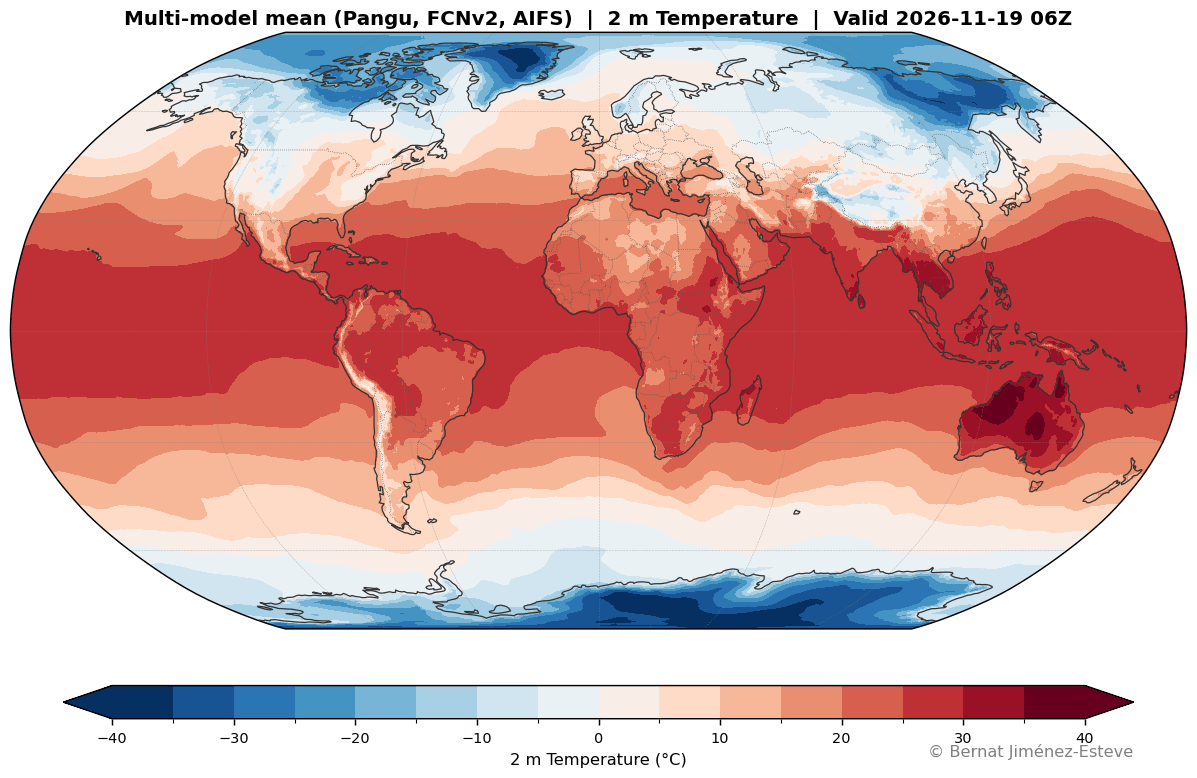 Multi-model mean (Pangu, FCNv2, AIFS)  |  2 m Temperature  |  Valid 2026-11-19 06Z
−40 −30 −20 −10 0 10 20 30 40
2 m Temperature (°C)
© Bernat Jiménez-Esteve